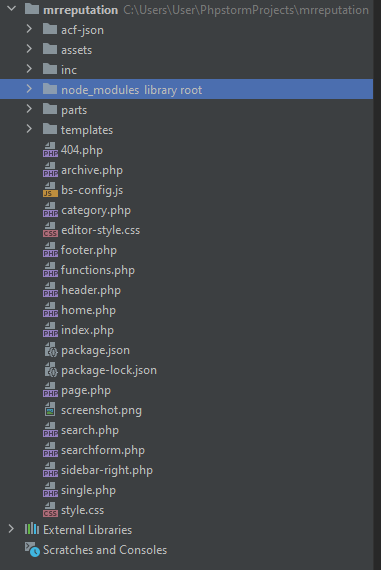 mrreputation C:\Users\User\PhpstormProjects\mrreputation
acf-json
assets
inc
node_modules library root
parts
templates
404.php
archive.php
bs-config.js
category.php
editor-style.css
footer.php
functions.php
header.php
home.php
index.php
package.json
package-lock.json
page.php
screenshot.png
search.php
searchform.php
sidebar-right.php
single.php
style.css
External Libraries
Scratches and Consoles